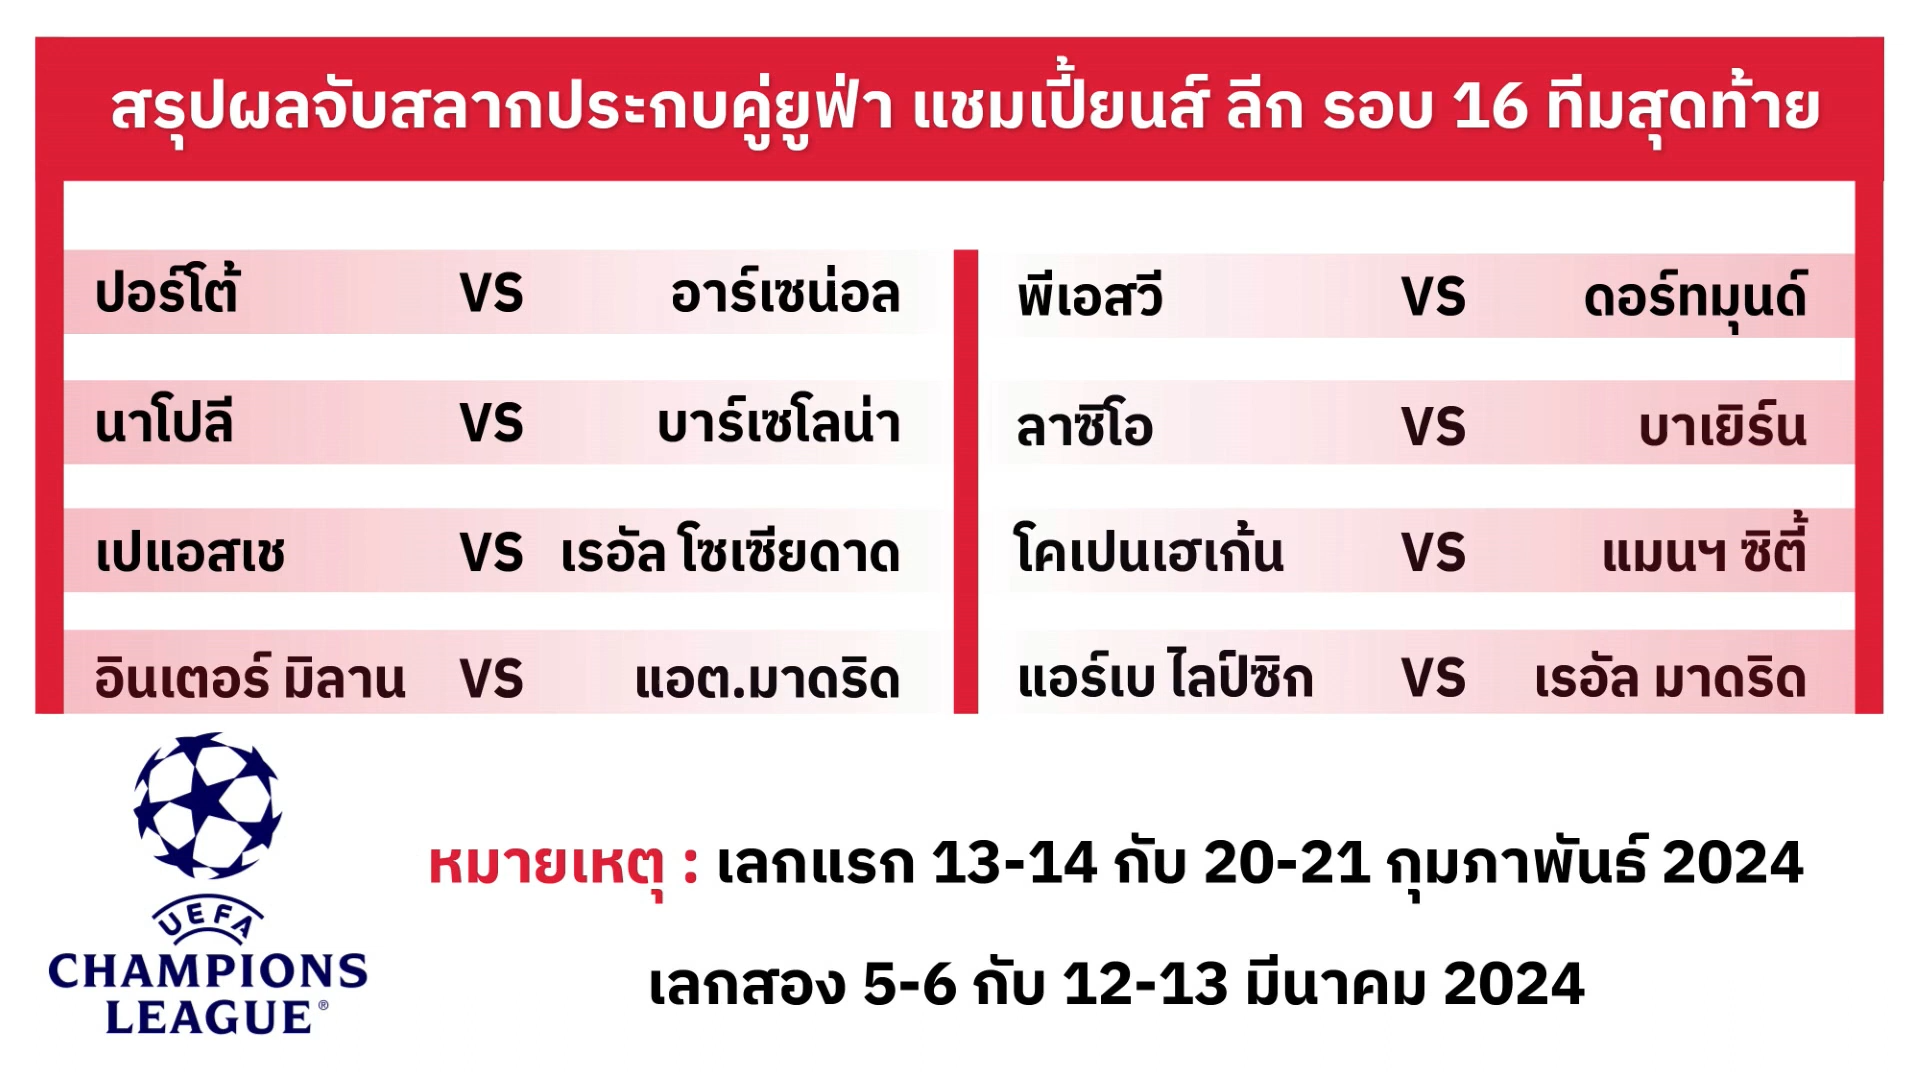 สรุปผลจับสลากประกบคู่ยูฟ่า แชมเปี้ยนส์ ลีก รอบ 16 ทีมสุดท้าย
ปอร์โต้ VS อาร์เซน่อล
นาโปลี VS บาร์เซโลน่า
เปแอสเช VS เรอัล โซเซียดาด
อินเตอร์ มิลาน VS แอต.มาดริด
พีเอสวี VS ดอร์ทมุนด์
ลาซิโอ VS บาเยิร์น
โคเปนเฮเก้น VS แมนฯ ซิตี้
แอร์เบ ไลป์ซิก VS เรอัล มาดริด
หมายเหตุ : เลกแรก 13-14 กับ 20-21 กุมภาพันธ์ 2024
เลกสอง 5-6 กับ 12-13 มีนาคม 2024
UEFA
CHAMPIONS
LEAGUE®